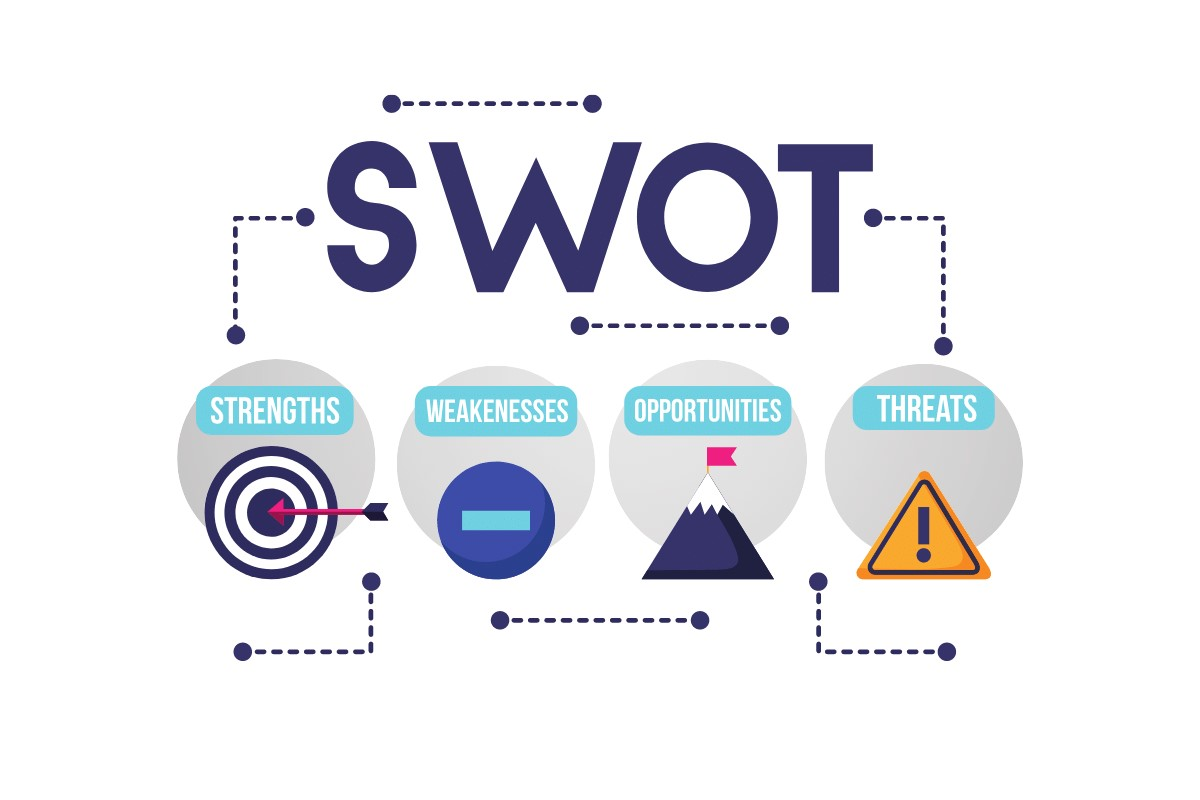 SWOT
STRENGTHS
WEAKENESSES
OPPORTUNITIES
THREATS